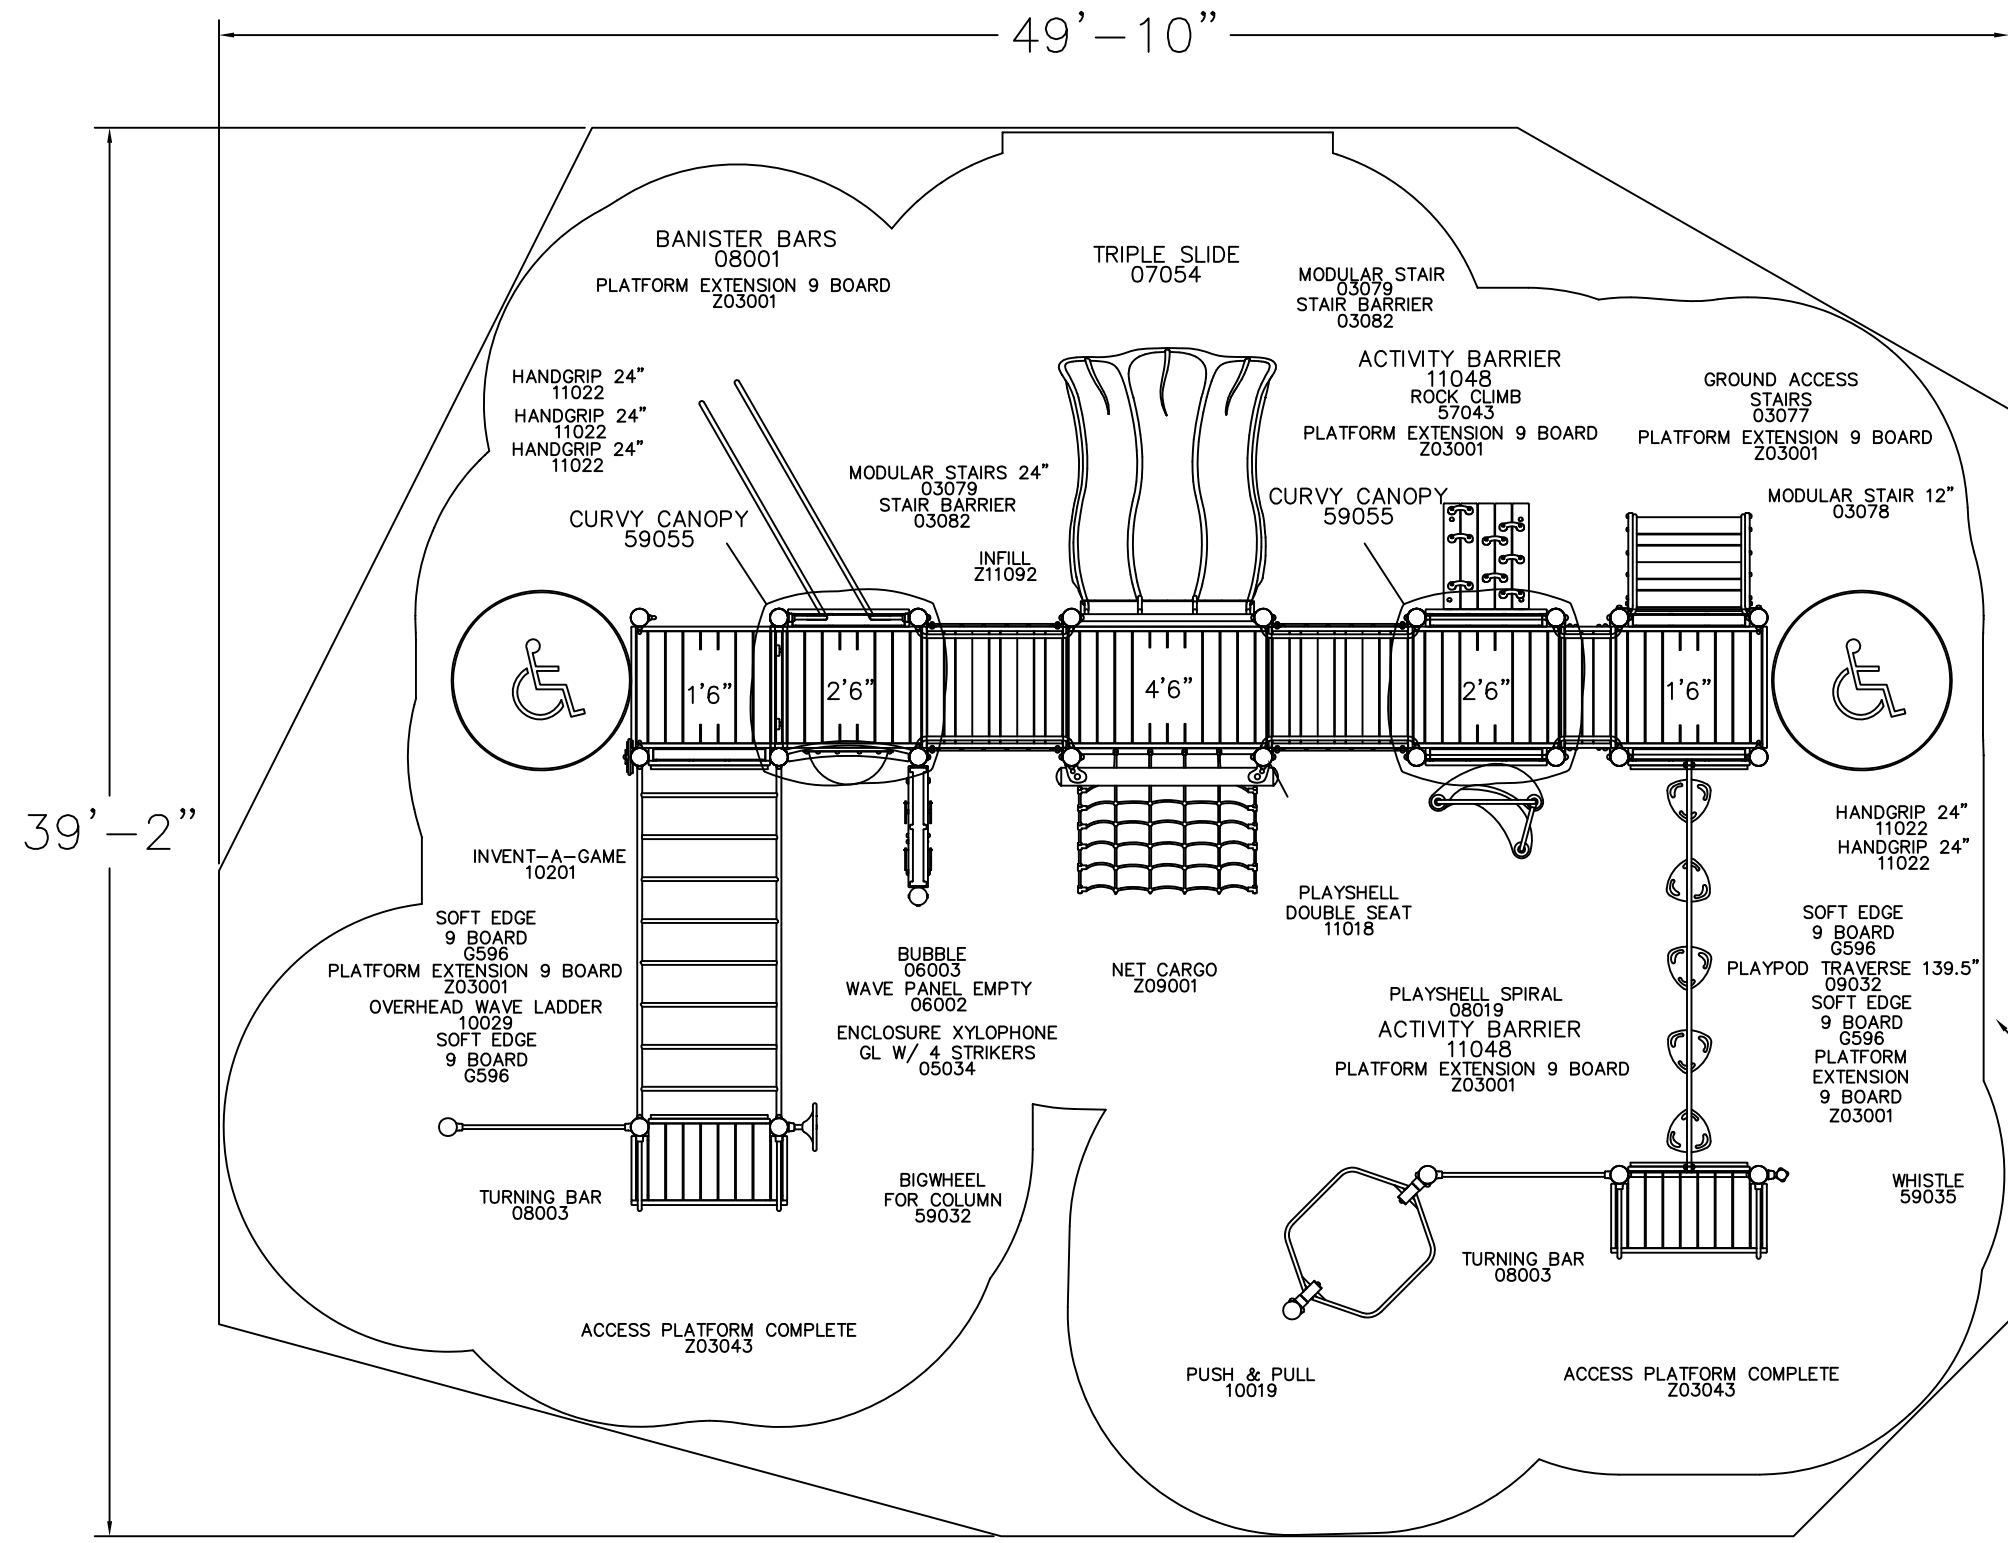 49'-10"
39'-2"
BANISTER BARS
08001
PLATFORM EXTENSION 9 BOARD
Z03001
TRIPLE SLIDE
07054
MODULAR STAIR
03079
STAIR BARRIER
03082
ACTIVITY BARRIER
11048
ROCK CLIMB
57043
PLATFORM EXTENSION 9 BOARD
Z03001
GROUND ACCESS
STAIRS
03077
PLATFORM EXTENSION 9 BOARD
Z03001
MODULAR STAIR 12"
03078
HANDGRIP 24"
11022
HANDGRIP 24"
11022
HANDGRIP 24"
11022
CURVY CANOPY
59055
MODULAR STAIRS 24"
03079
STAIR BARRIER
03082
INFILL
Z11092
CURVY CANOPY
59055
1'6"
2'6"
4'6"
2'6"
1'6"
INVENT-A-GAME
10201
SOFT EDGE
9 BOARD
G596
PLATFORM EXTENSION 9 BOARD
Z03001
OVERHEAD WAVE LADDER
10029
SOFT EDGE
9 BOARD
G596
BUBBLE
06003
WAVE PANEL EMPTY
06002
ENCLOSURE XYLOPHONE
GL W/ 4 STRIKERS
05034
NET CARGO
Z09001
PLAYSHELL
DOUBLE SEAT
11018
PLAYSHELL SPIRAL
08019
ACTIVITY BARRIER
11048
PLATFORM EXTENSION 9 BOARD
Z03001
HANDGRIP 24"
11022
HANDGRIP 24"
11022
SOFT EDGE
9 BOARD
G596
PLAYPOD TRAVERSE 139.5"
09032
SOFT EDGE
9 BOARD
G596
PLATFORM
EXTENSION
9 BOARD
Z03001
TURNING BAR
08003
BIGWHEEL
FOR COLUMN
59032
WHISTLE
59035
TURNING BAR
08003
ACCESS PLATFORM COMPLETE
Z03043
PUSH & PULL
10019
ACCESS PLATFORM COMPLETE
Z03043